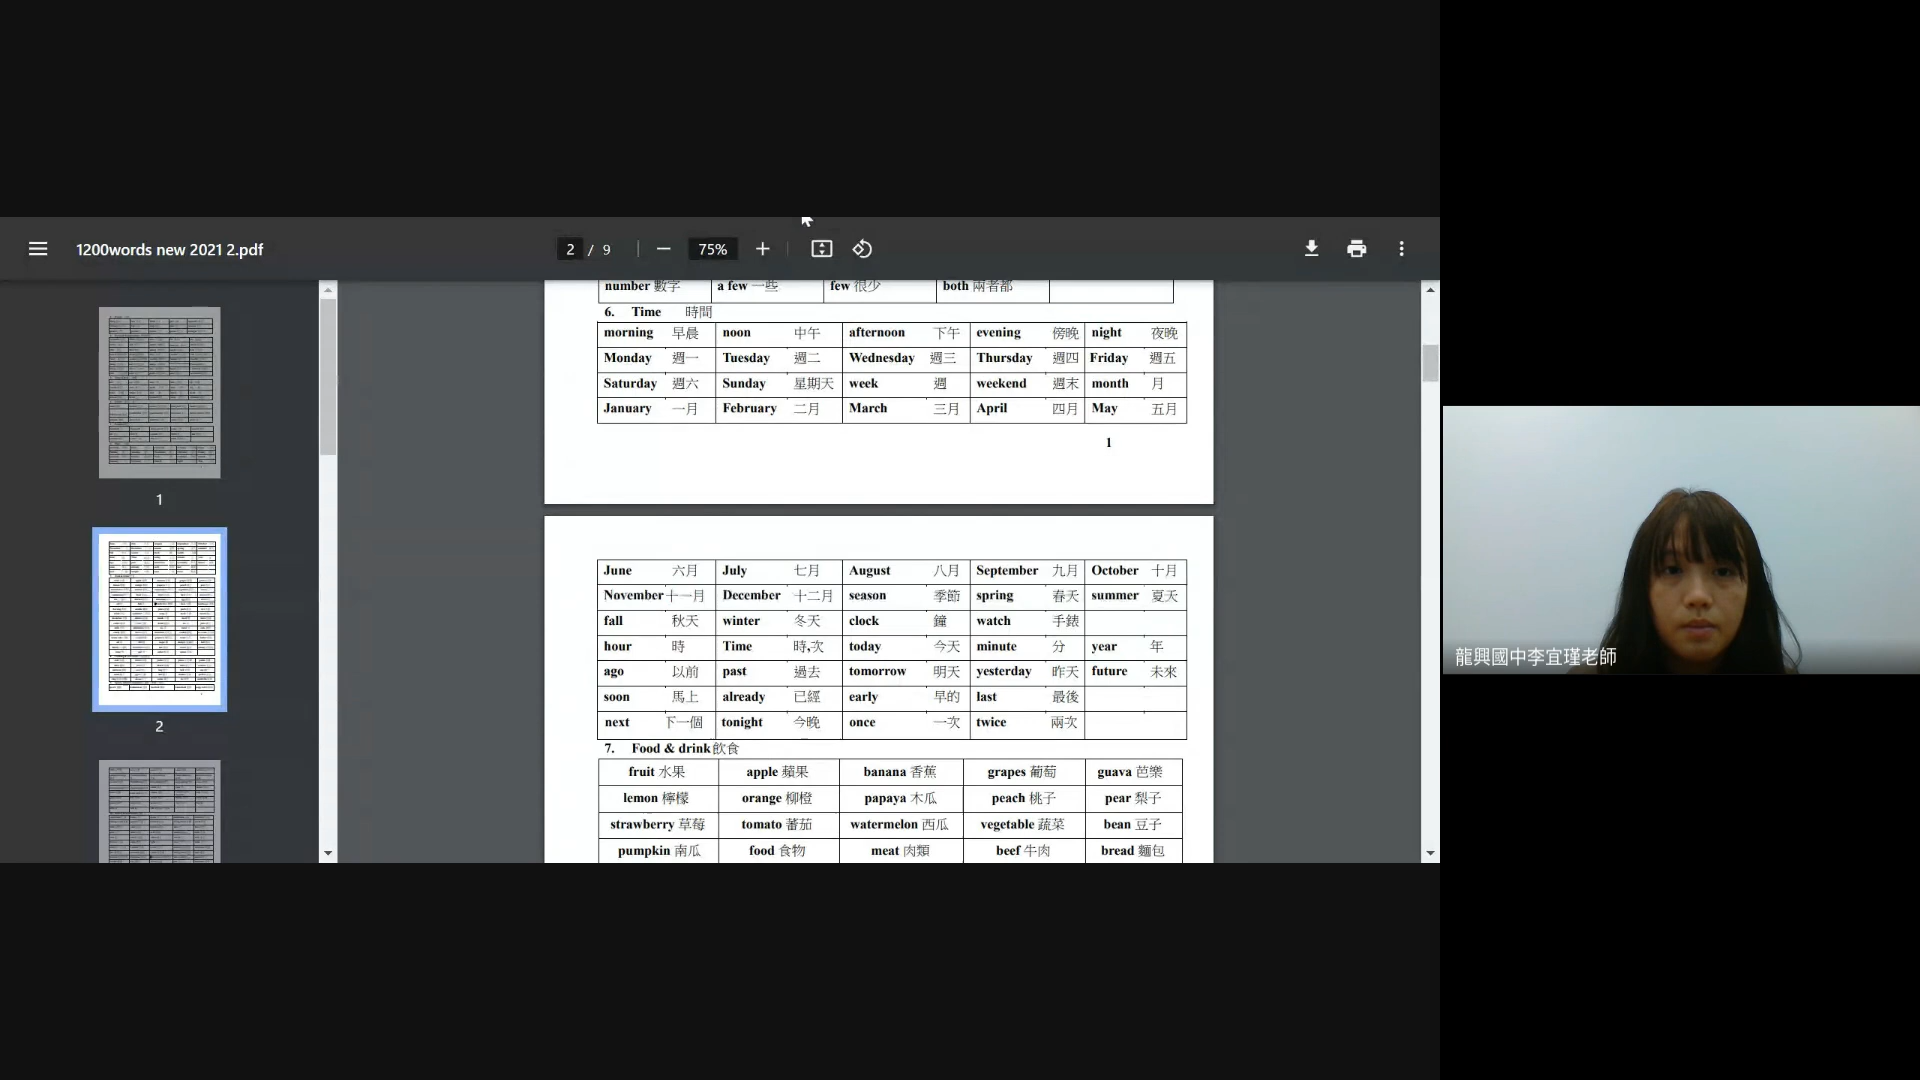 1200words new 2021 2.pdf
2 / 9
75%
number 數字 a few 一些 few 很少 both 兩者都
6. Time 時間
morning 早晨 noon 中午 afternoon 下午 evening 傍晚 night 夜晚
Monday 週一 Tuesday 週二 Wednesday 週三 Thursday 週四 Friday 週五
Saturday 週六 Sunday 星期天 week 週 weekend 週末 month 月
January 一月 February 二月 March 三月 April 四月 May 五月
1
June 六月 July 七月 August 八月 September 九月 October 十月
November 十一月 December 十二月 season 季節 spring 春天 summer 夏天
fall 秋天 winter 冬天 clock 鐘 watch 手錶
hour 時 Time 時,次 today 今天 minute 分 year 年
ago 以前 past 過去 tomorrow 明天 yesterday 昨天 future 未來
soon 馬上 already 已經 early 早的 last 最後
next 下一個 tonight 今晚 once 一次 twice 兩次
7. Food & drink飲食
fruit 水果 apple 蘋果 banana 香蕉 grapes 葡萄 guava 芭樂
lemon 檸檬 orange 柳橙 papaya 木瓜 peach 桃子 pear 梨子
strawberry 草莓 tomato 蕃茄 watermelon 西瓜 vegetable 蔬菜 bean 豆子
pumpkin 南瓜 food 食物 meat 肉類 beef 牛肉 bread 麵包
1
2
龍興國中李宜瑾老師